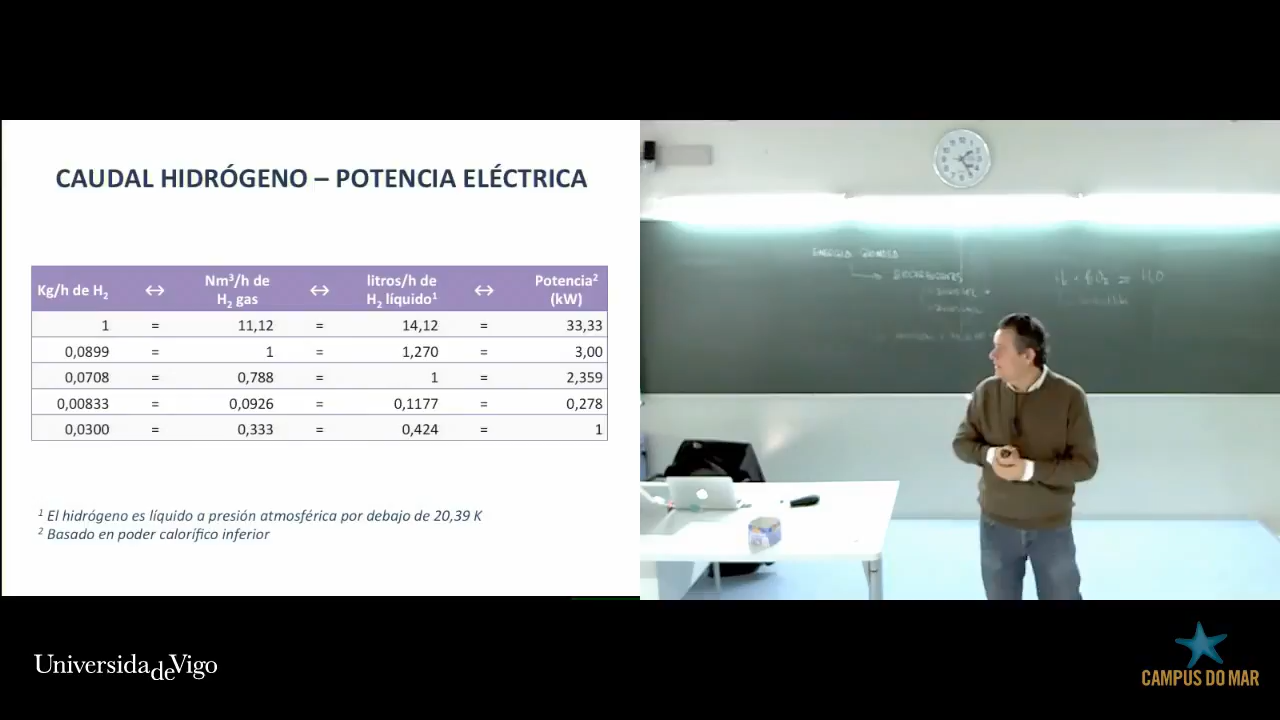 CAUDAL HIDRÓGENO – POTENCIA ELÉCTRICA
Kg/h de H₂ ↔ Nm³/h de H₂ gas ↔ litros/h de H₂ líquido¹ ↔ Potencia² (kW)
1 = 11,12 = 14,12 = 33,33
0,0899 = 1 = 1,270 = 3,00
0,0708 = 0,788 = 1 = 2,359
0,00833 = 0,0926 = 0,1177 = 0,278
0,0300 = 0,333 = 0,424 = 1
¹ El hidrógeno es líquido a presión atmosférica por debajo de 20,39 K
² Basado en poder calorífico inferior
UniversidadeVigo
CAMPUS DO MAR